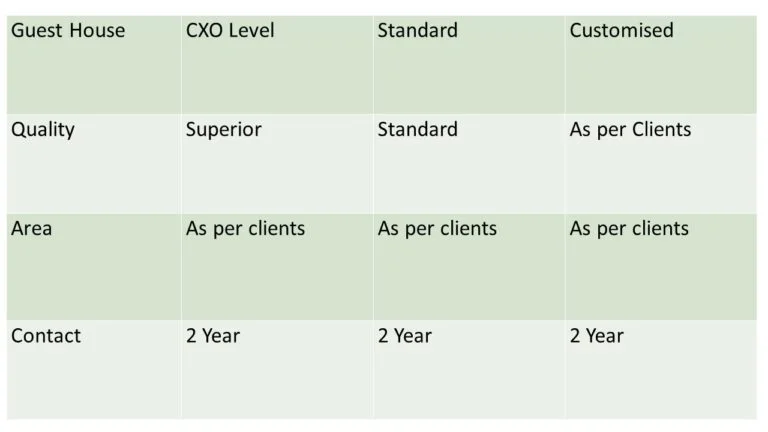 Guest House CXO Level Standard Customised
Quality Superior Standard As per Clients
Area As per clients As per clients As per clients
Contact 2 Year 2 Year 2 Year